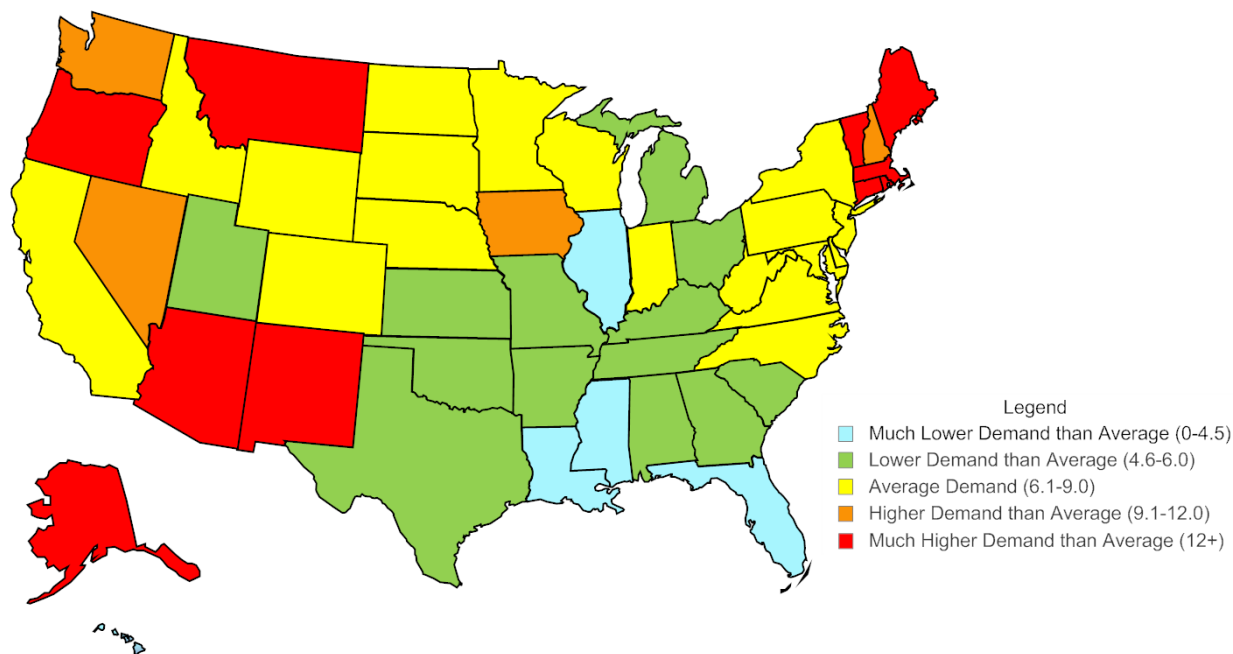 Legend
Much Lower Demand than Average (0-4.5)
Lower Demand than Average (4.6-6.0)
Average Demand (6.1-9.0)
Higher Demand than Average (9.1-12.0)
Much Higher Demand than Average (12+)